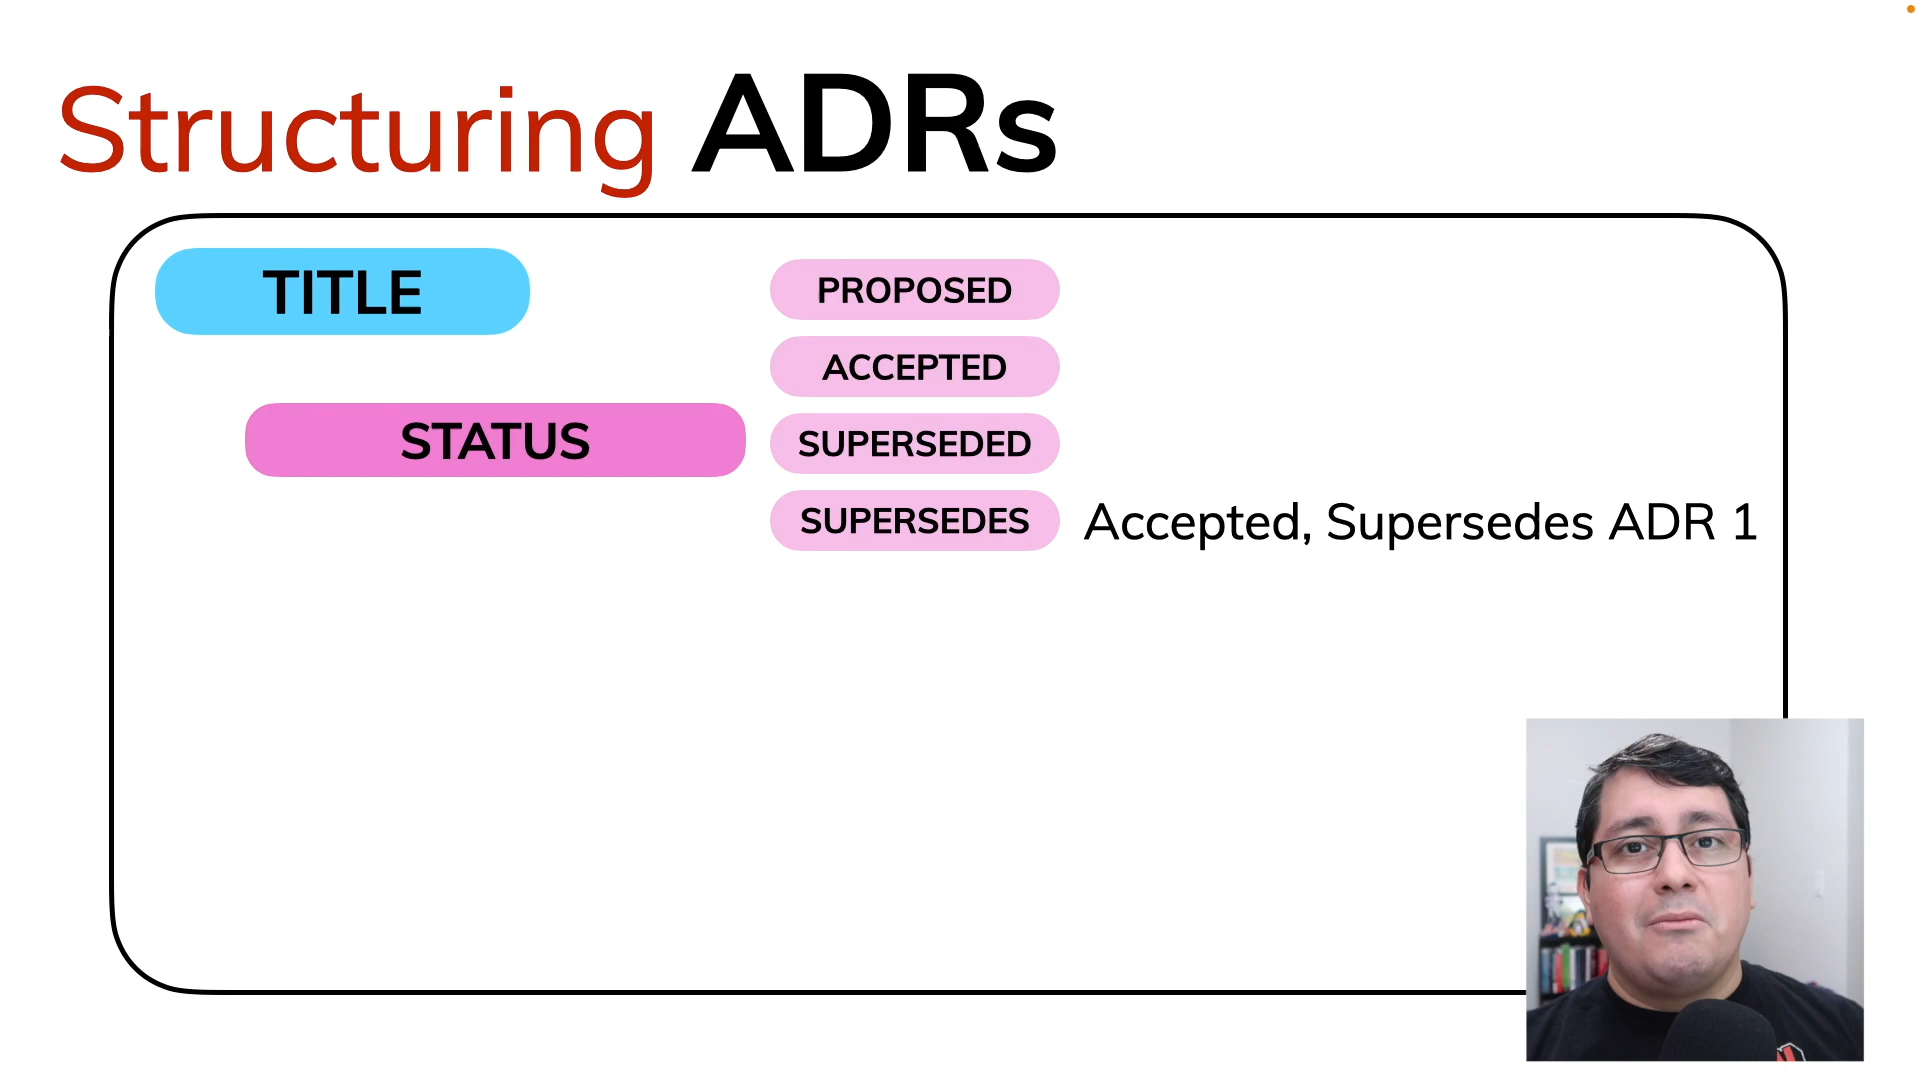 Structuring ADRs
TITLE
PROPOSED
ACCEPTED
STATUS
SUPERSEDED
SUPERSEDES Accepted, Supersedes ADR 1